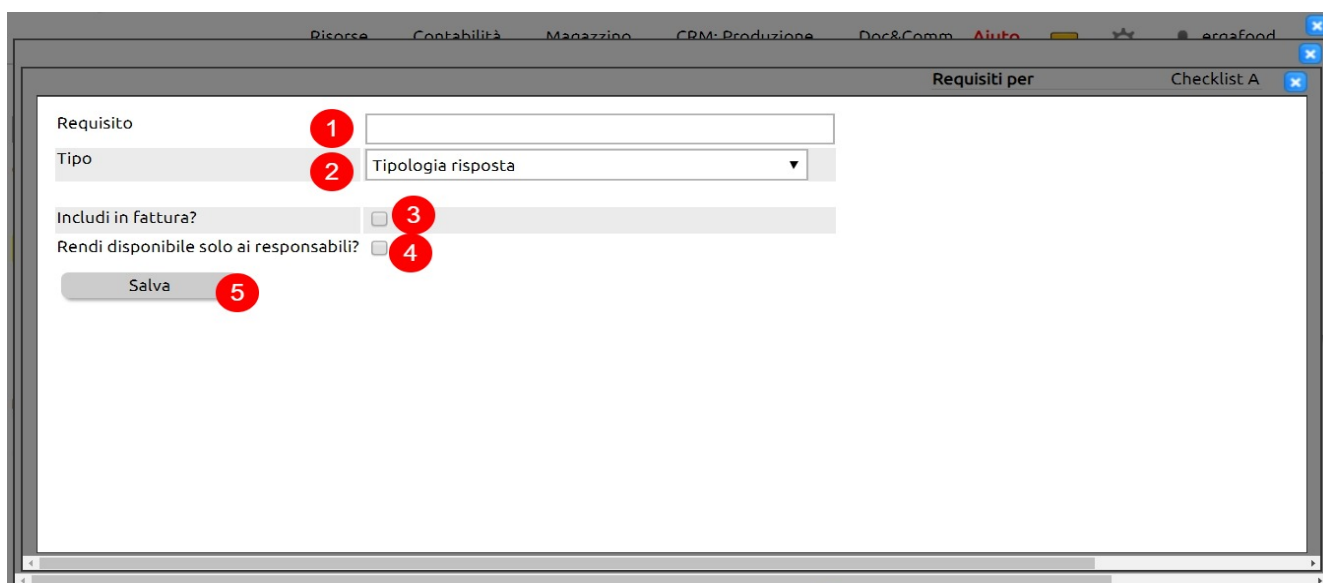 Risorse Contabilità Magazzino CRM: Produzione Doc&Comm Aiuto ergafood
Requisiti per Checklist A
Requisito 1
Tipo 2 Tipologia risposta
Includi in fattura? 3
Rendi disponibile solo ai responsabili? 4
Salva 5